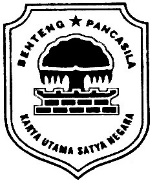 BENTENG ★ PANCASILA
KARYA UTAMA SATYA NEGARA